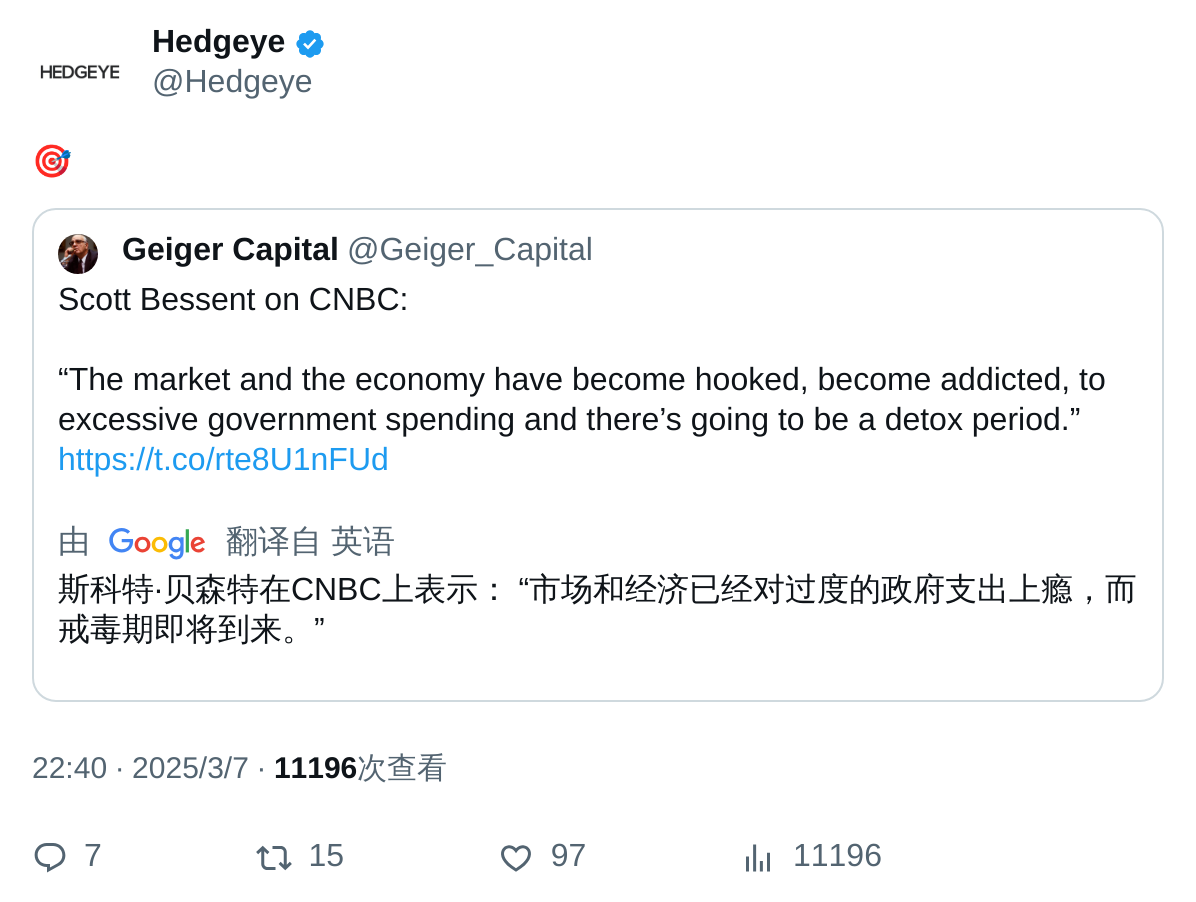 Hedgeye
HEDGEYE
@Hedgeye
🎯
Geiger Capital @Geiger_Capital
Scott Bessent on CNBC:
“The market and the economy have become hooked, become addicted, to
excessive government spending and there’s going to be a detox period.”
https://t.co/rte8U1nFUd
由 Google 翻译自 英语
斯科特·贝森特在CNBC上表示： “市场和经济已经对过度的政府支出上瘾，而
戒毒期即将到来。”
22:40 · 2025/3/7 · 11196次查看
7 15 97 11196